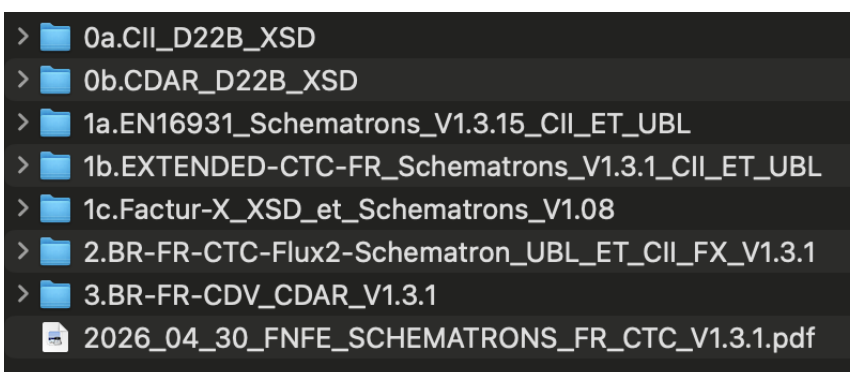 0a.CII_D22B_XSD
0b.CDAR_D22B_XSD
1a.EN16931_Schematrons_V1.3.15_CII_ET_UBL
1b.EXTENDED-CTC-FR_Schematrons_V1.3.1_CII_ET_UBL
1c.Factur-X_XSD_et_Schematrons_V1.08
2.BR-FR-CTC-Flux2-Schematron_UBL_ET_CII_FX_V1.3.1
3.BR-FR-CDV_CDAR_V1.3.1
2026_04_30_FNFE_SCHEMATRONS_FR_CTC_V1.3.1.pdf